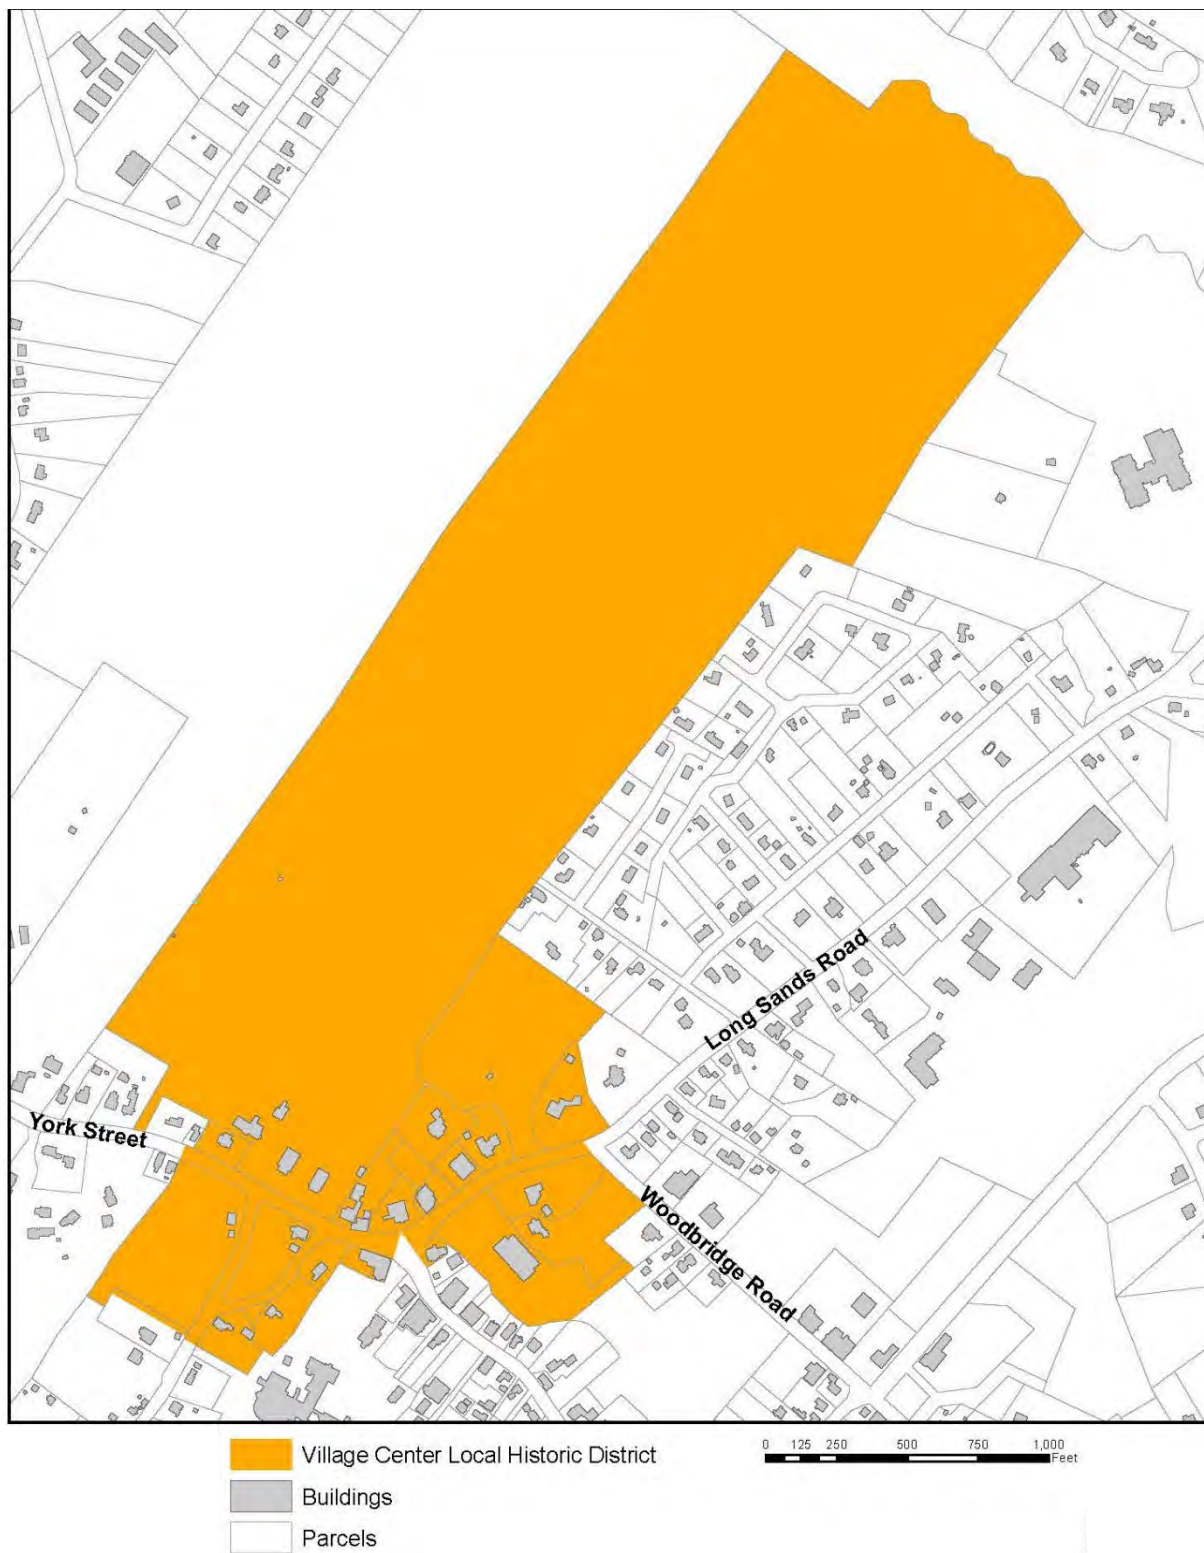 Long Sands Road
York Street
Woodbridge Road
Village Center Local Historic District
0 125 250 500 750 1,000
Feet
Buildings
Parcels